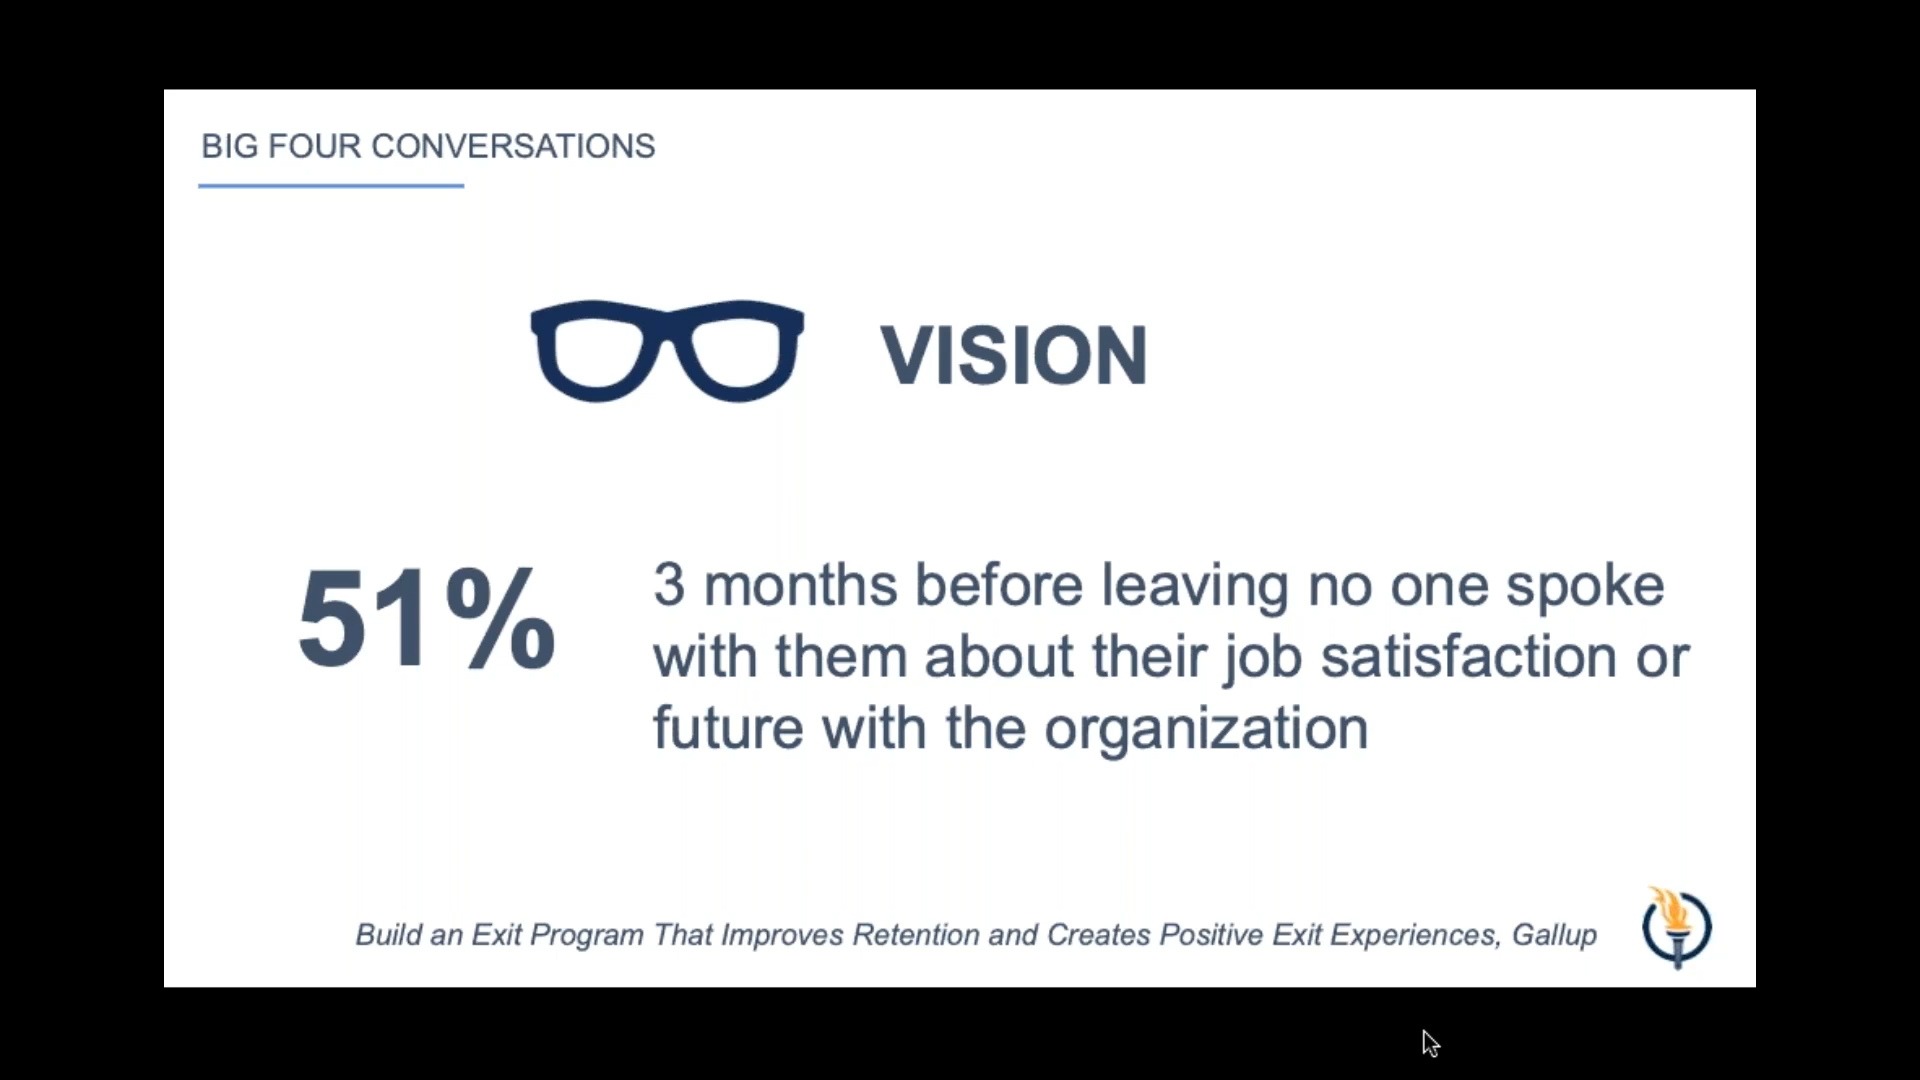 BIG FOUR CONVERSATIONS
VISION
51%
3 months before leaving no one spoke
with them about their job satisfaction or
future with the organization
Build an Exit Program That Improves Retention and Creates Positive Exit Experiences, Gallup